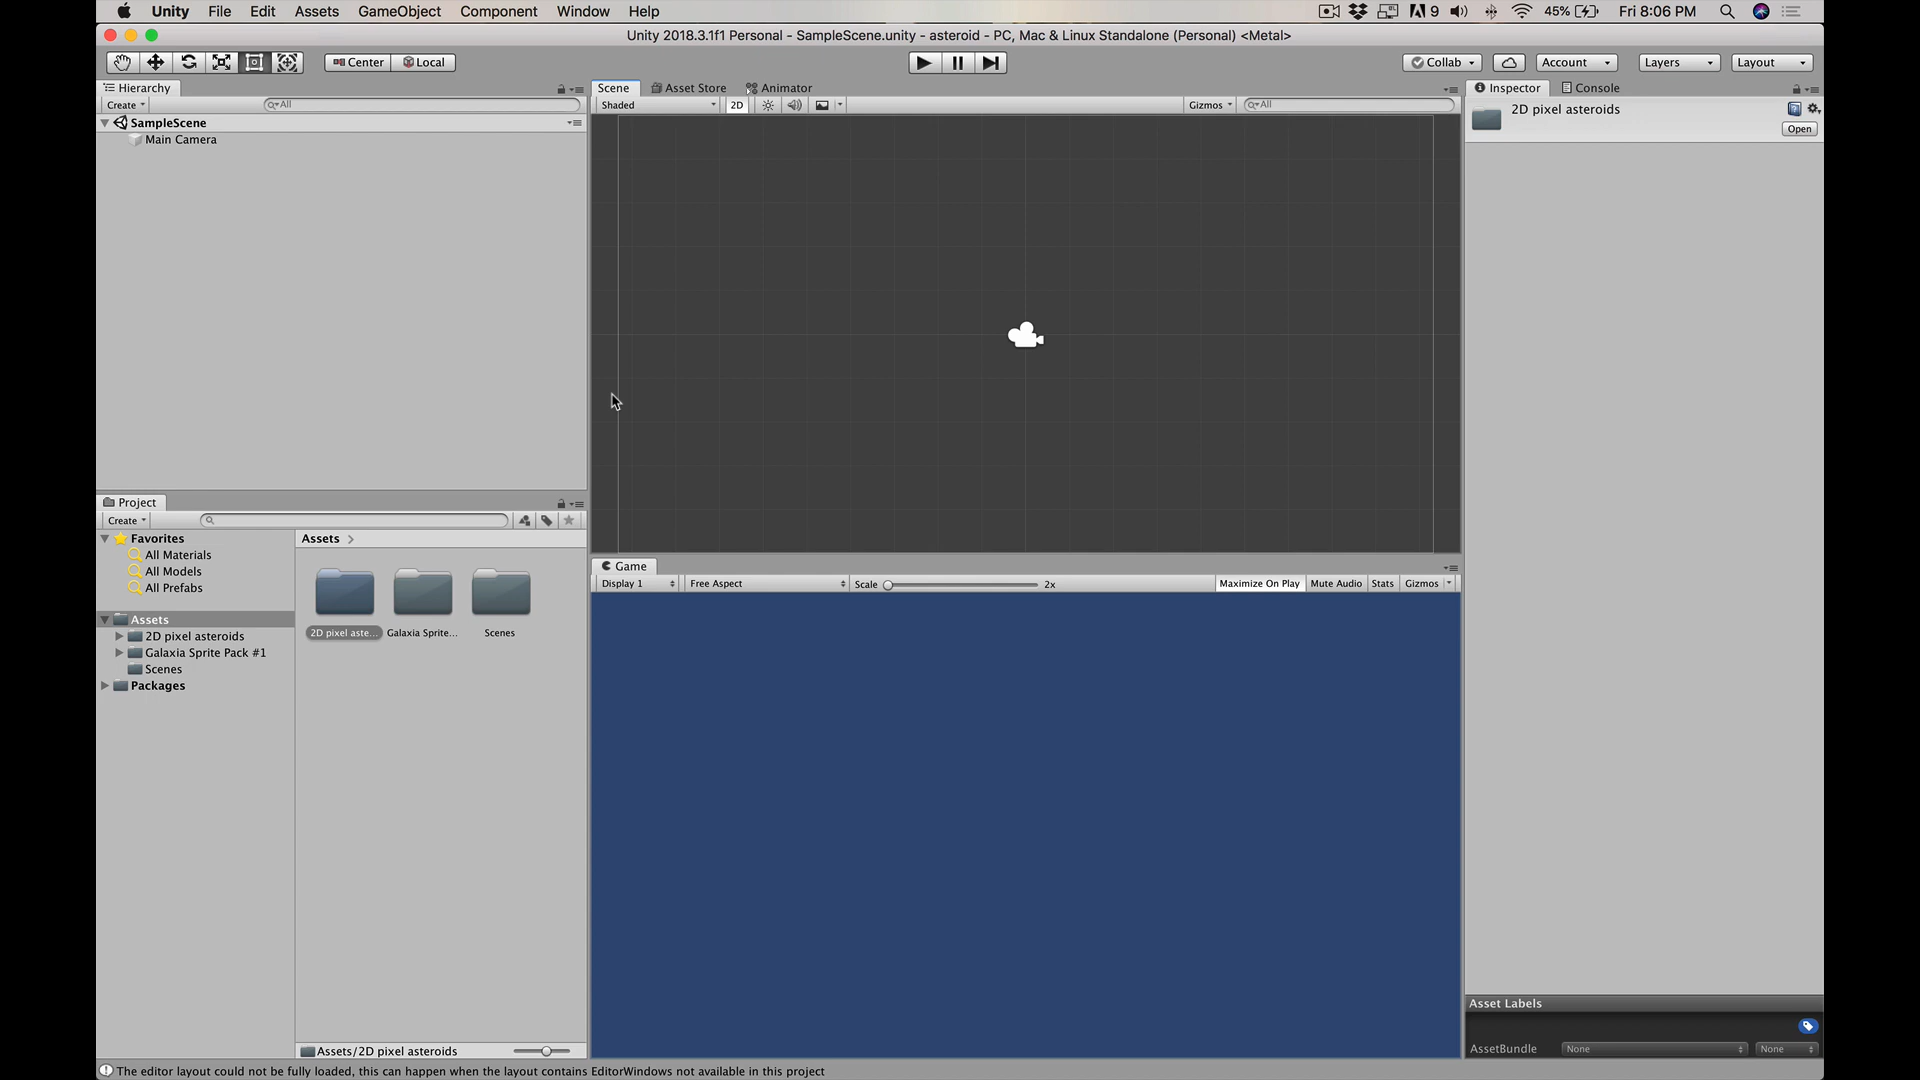 Unity File Edit Assets GameObject Component Window Help 9 45% Fri 8:06 PM
Unity 2018.3.1f1 Personal - SampleScene.unity - asteroid - PC, Mac & Linux Standalone (Personal) <Metal>
Center Local Collab Account Layers Layout
Hierarchy Scene Asset Store Animator Inspector Console
Create All Shaded 2D Gizmos All 2D pixel asteroids
SampleScene Open
Main Camera
Project
Create
Favorites Assets
All Materials
All Models
All Prefabs
Assets
2D pixel asteroids
Galaxia Sprite Pack #1
Scenes
Packages
2D pixel aste... Galaxia Sprite... Scenes
Assets/2D pixel asteroids
Game
Display 1 Free Aspect Scale 2x Maximize On Play Mute Audio Stats Gizmos
Asset Labels
AssetBundle None None
The editor layout could not be fully loaded, this can happen when the layout contains EditorWindows not available in this project